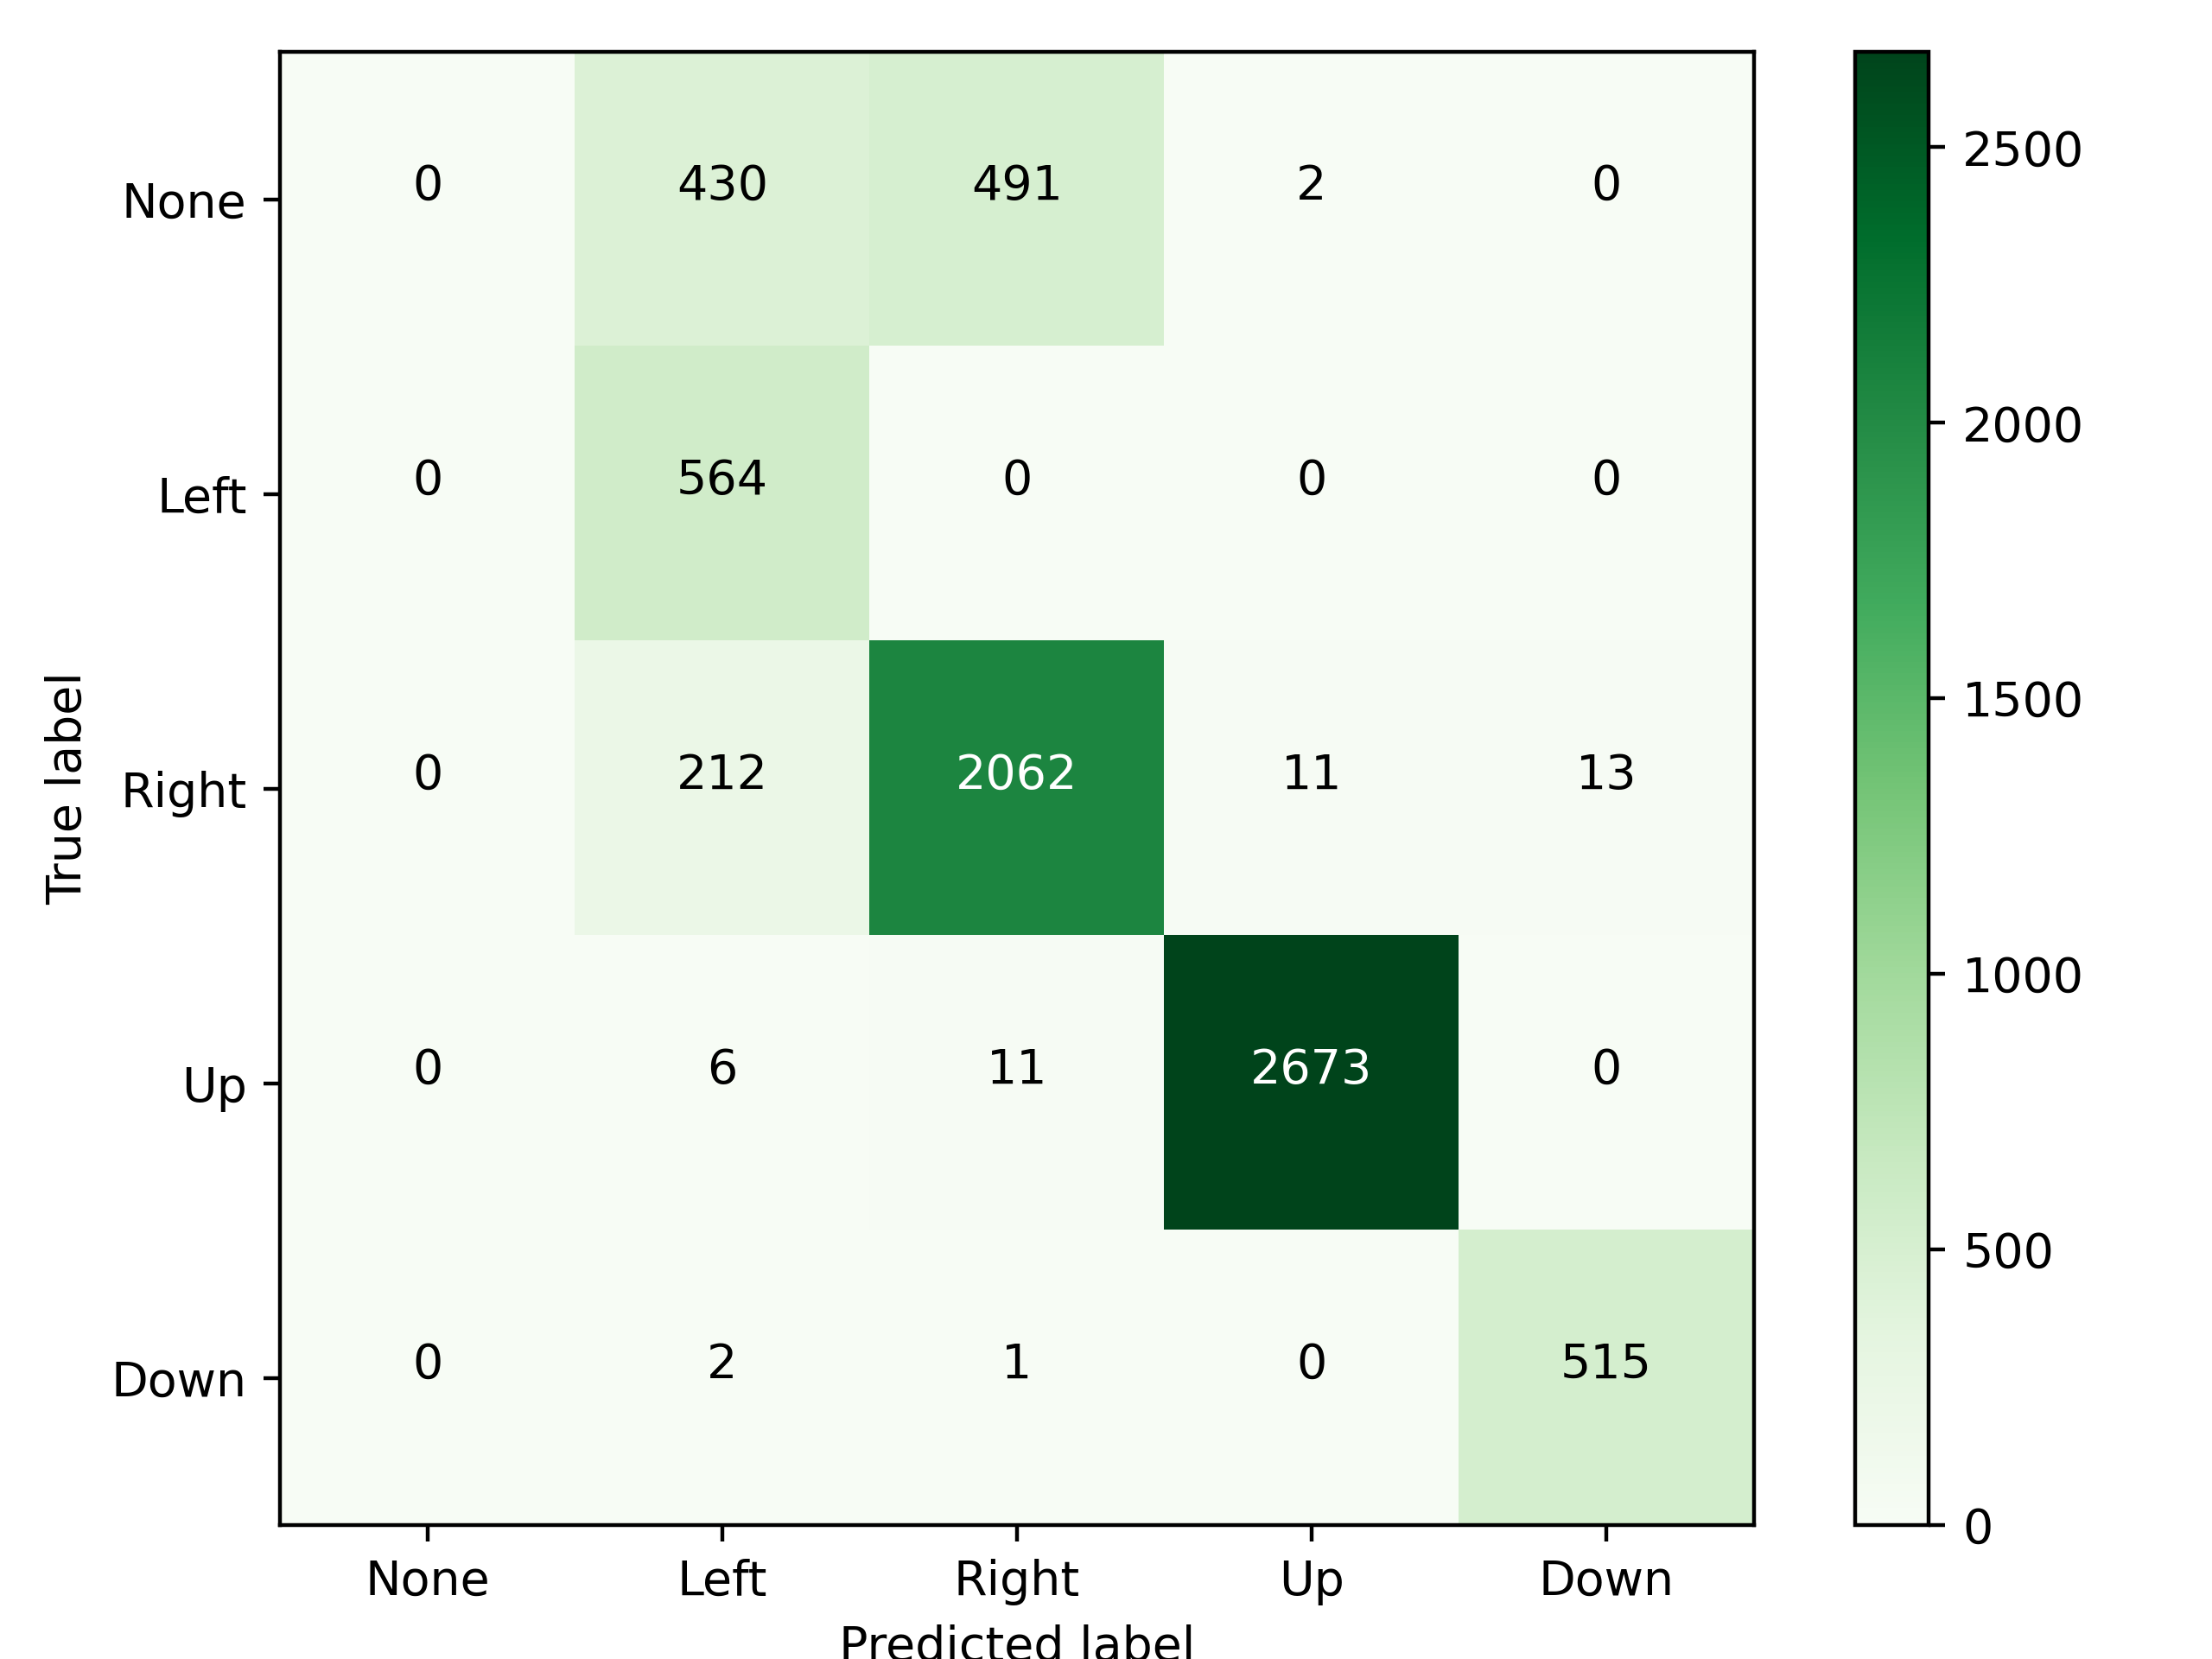 None 0 430 491 2 0
Left 0 564 0 0 0
Right 0 212 2062 11 13
Up 0 6 11 2673 0
Down 0 2 1 0 515
None Left Right Up Down
Predicted label
True label
2500
2000
1500
1000
500
0